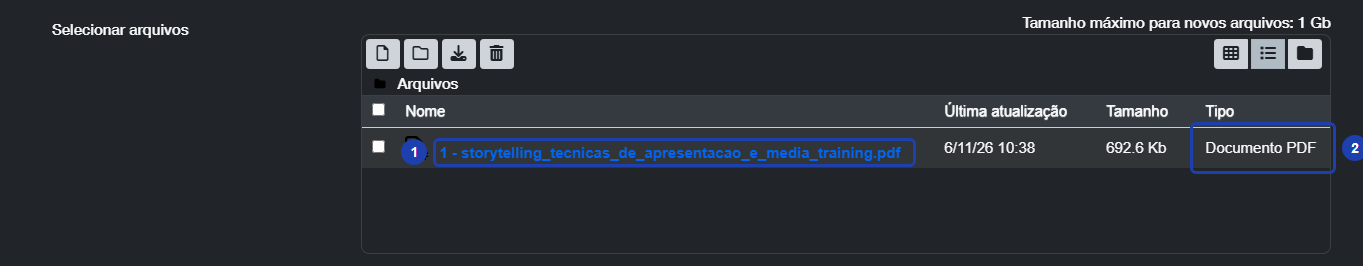 Tamanho máximo para novos arquivos: 1 Gb
Selecionar arquivos
Arquivos
Nome Última atualização Tamanho Tipo
1 1 - storytelling_tecnicas_de_apresentacao_e_media_training.pdf 6/11/26 10:38 692.6 Kb Documento PDF 2